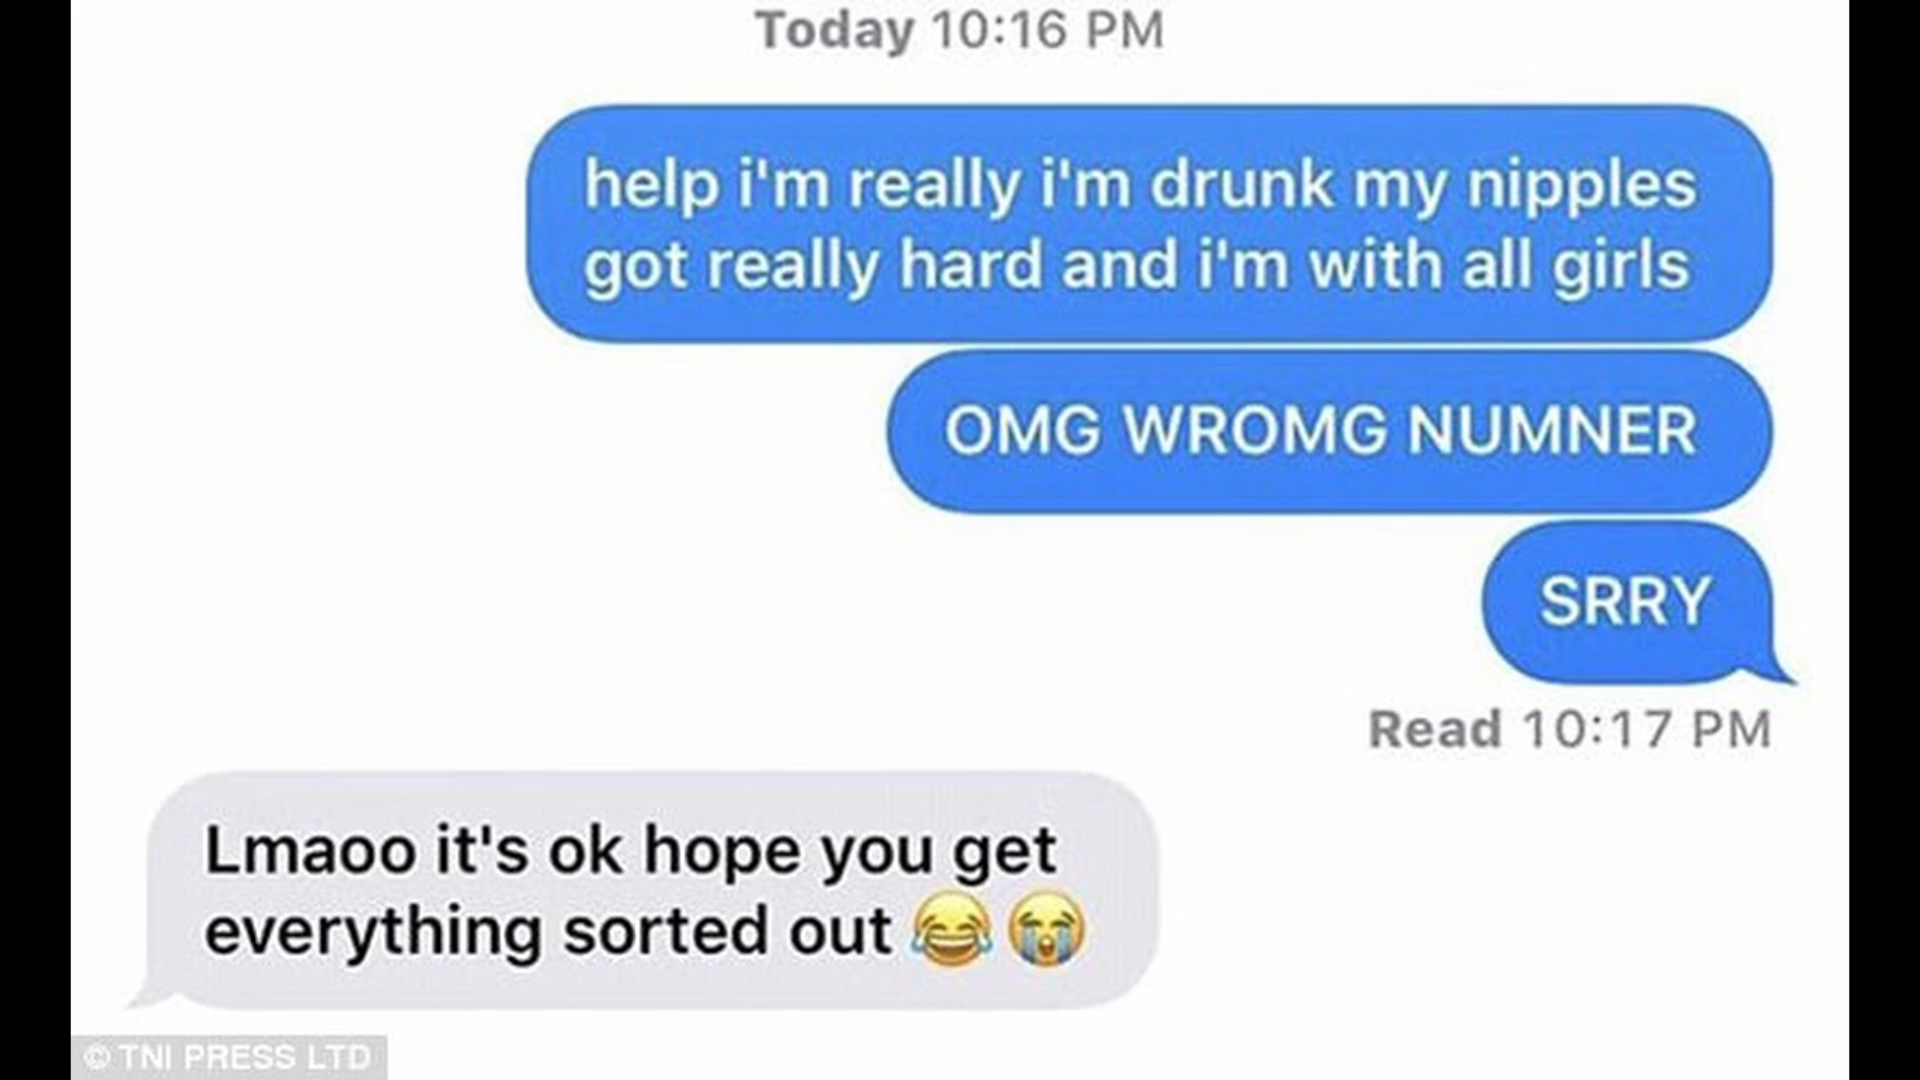 Today 10:16 PM
help i'm really i'm drunk my nipples
got really hard and i'm with all girls
OMG WROMG NUMNER
SRRY
Read 10:17 PM
Lmaoo it's ok hope you get
everything sorted out 😂 😭
© TNI PRESS LTD